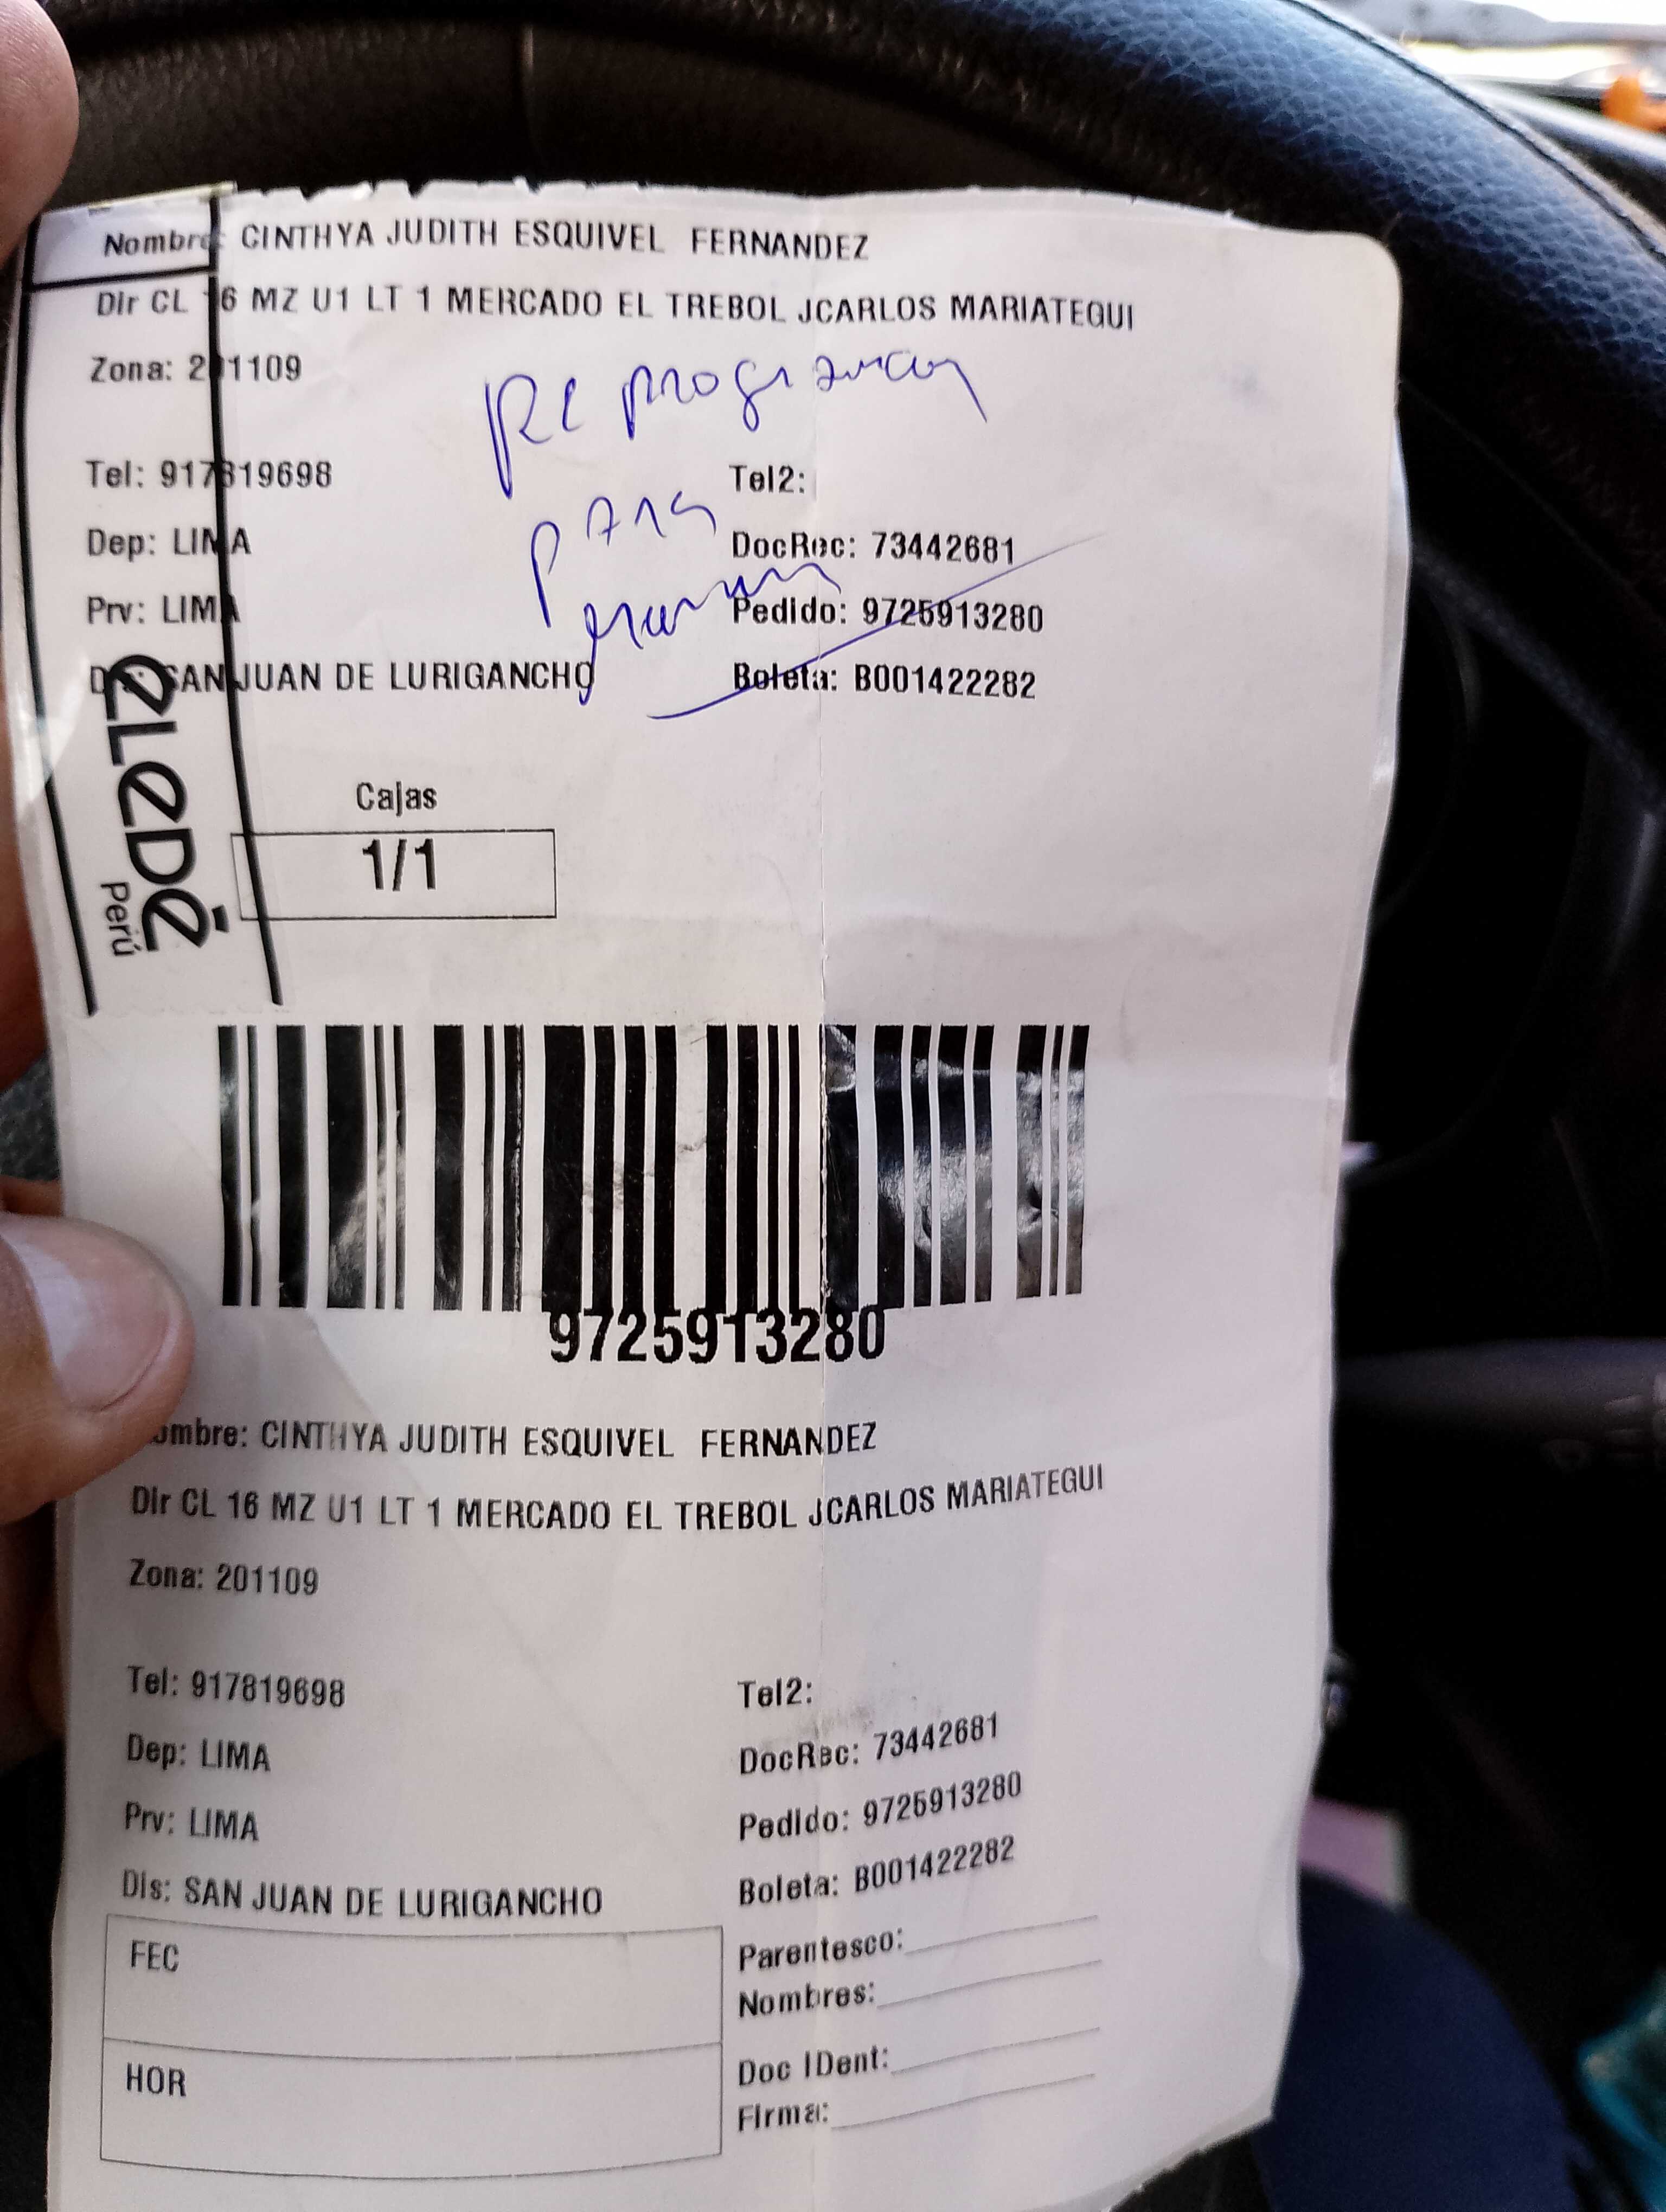 Nombre: CINTHYA JUDITH ESQUIVEL FERNANDEZ
Dir CL 16 MZ U1 LT 1 MERCADO EL TREBOL JCARLOS MARIATEGUI
Zona: 201109
Reprogramar
para
Tel: 917819698 Tel2:
Dep: LIMA DocRec: 73442681
Prv: LIMA Pedido: 9725913280
SAN JUAN DE LURIGANCHO Boleta: B001422282
eLeDé
Perú
Cajas
1/1
9725913280
ombre: CINTHYA JUDITH ESQUIVEL FERNANDEZ
Dir CL 16 MZ U1 LT 1 MERCADO EL TREBOL JCARLOS MARIATEGUI
Zona: 201109
Tel: 917819698 Tel2:
Dep: LIMA DocRec: 73442681
Prv: LIMA Pedido: 9725913280
Dis: SAN JUAN DE LURIGANCHO Boleta: B001422282
FEC
HOR
Parentesco:
Nombres:
Doc IDent:
Firma: